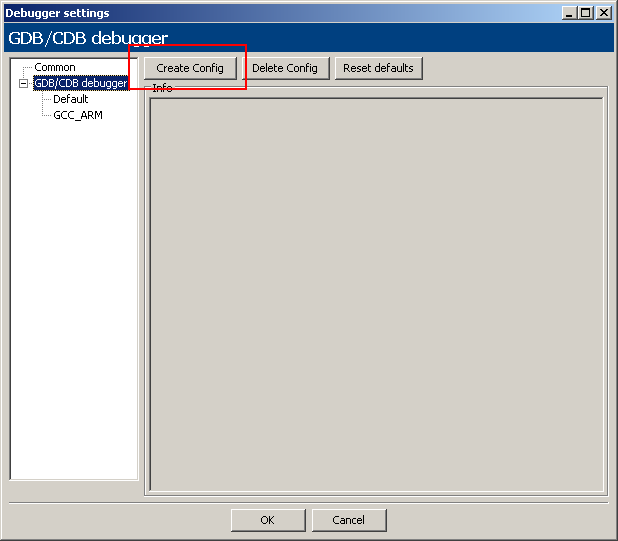 Debugger settings
GDB/CDB debugger
Common
GDB/CDB debugger
Default
GCC_ARM
Create Config
Delete Config
Reset defaults
Info
OK
Cancel